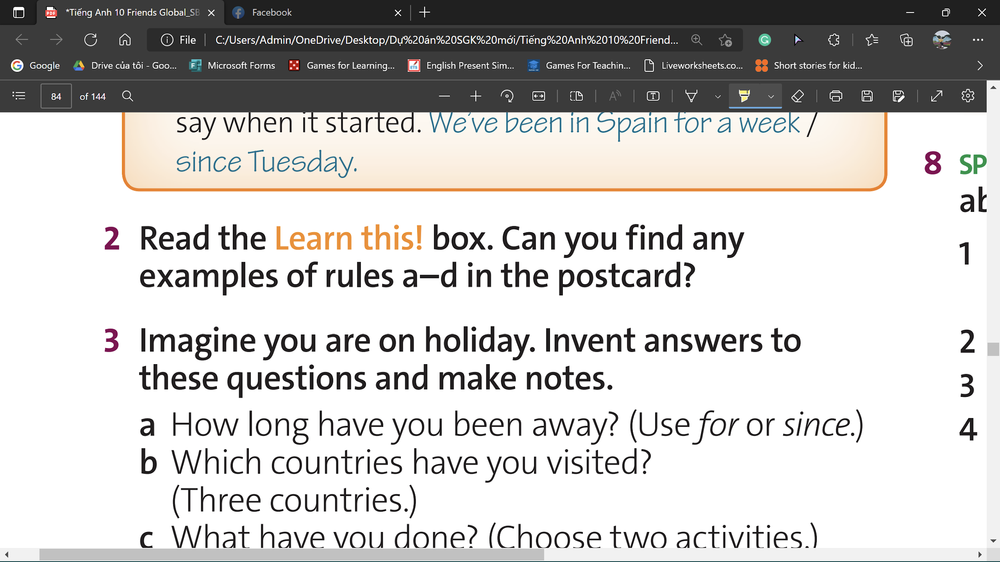 *Tiếng Anh 10 Friends Global_SB
Facebook
File
C:/Users/Admin/OneDrive/Desktop/Dự%20án%20SGK%20mới/Tiếng%20Anh%2010%20Friend...
Google
Drive của tôi - Goo...
Microsoft Forms
Games for Learning...
English Present Sim...
Games For Teachin...
Liveworksheets.co...
Short stories for kid...
84 of 144
say when it started. We've been in Spain for a week /
since Tuesday.
2 Read the Learn this! box. Can you find any
examples of rules a–d in the postcard?
3 Imagine you are on holiday. Invent answers to
these questions and make notes.
a How long have you been away? (Use for or since.)
b Which countries have you visited?
(Three countries.)
c What have you done? (Choose two activities.)
8 SP
ab
1
2
3
4